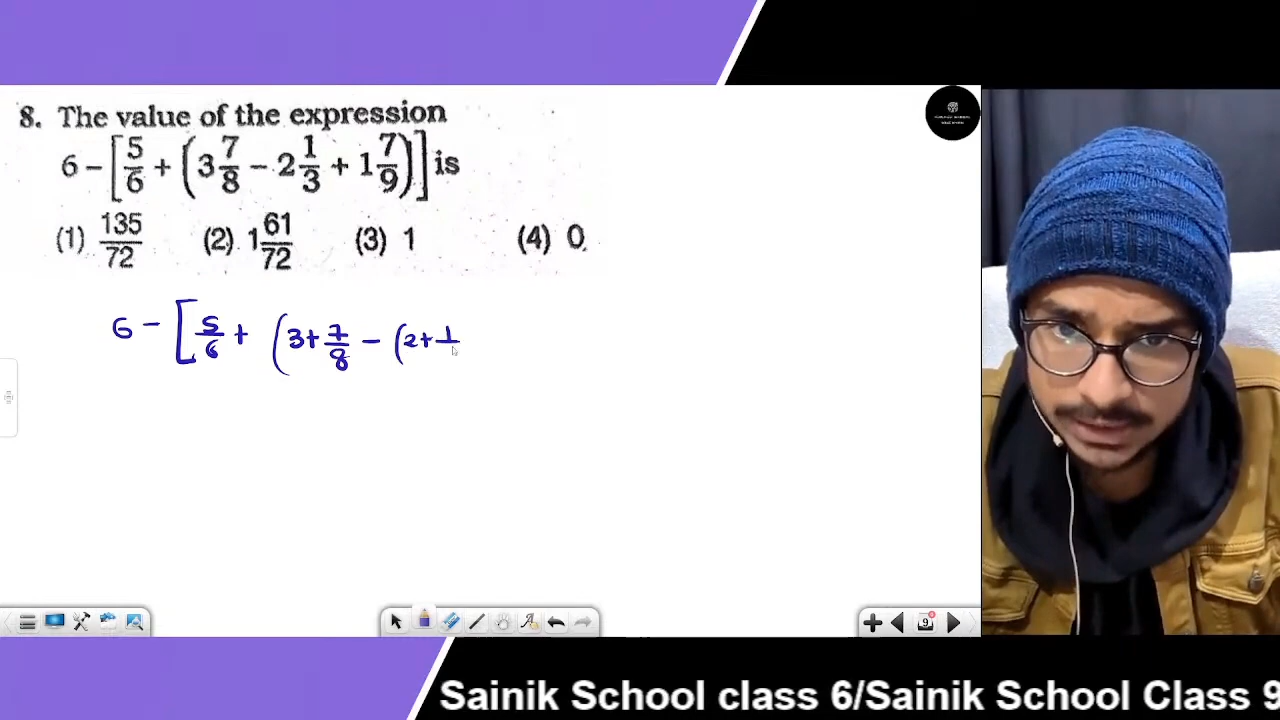 8. The value of the expression
6 − [5/6 + (3 7/8 − 2 1/3 + 1 7/9)] is
(1) 135/72 (2) 1 61/72 (3) 1 (4) 0
6 − [5/6 + (3 + 7/8 − (2 + 1
9
Sainik School class 6/Sainik School Class 9